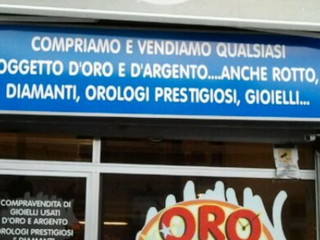 COMPRIAMO E VENDIAMO QUALSIASI
OGGETTO D'ORO E D'ARGENTO....ANCHE ROTTO,
DIAMANTI, OROLOGI PRESTIGIOSI, GIOIELLI...
COMPRAVENDITA DI
GIOIELLI USATI
D'ORO E ARGENTO
OROLOGI PRESTIGIOSI
E DIAMANTI
ORO